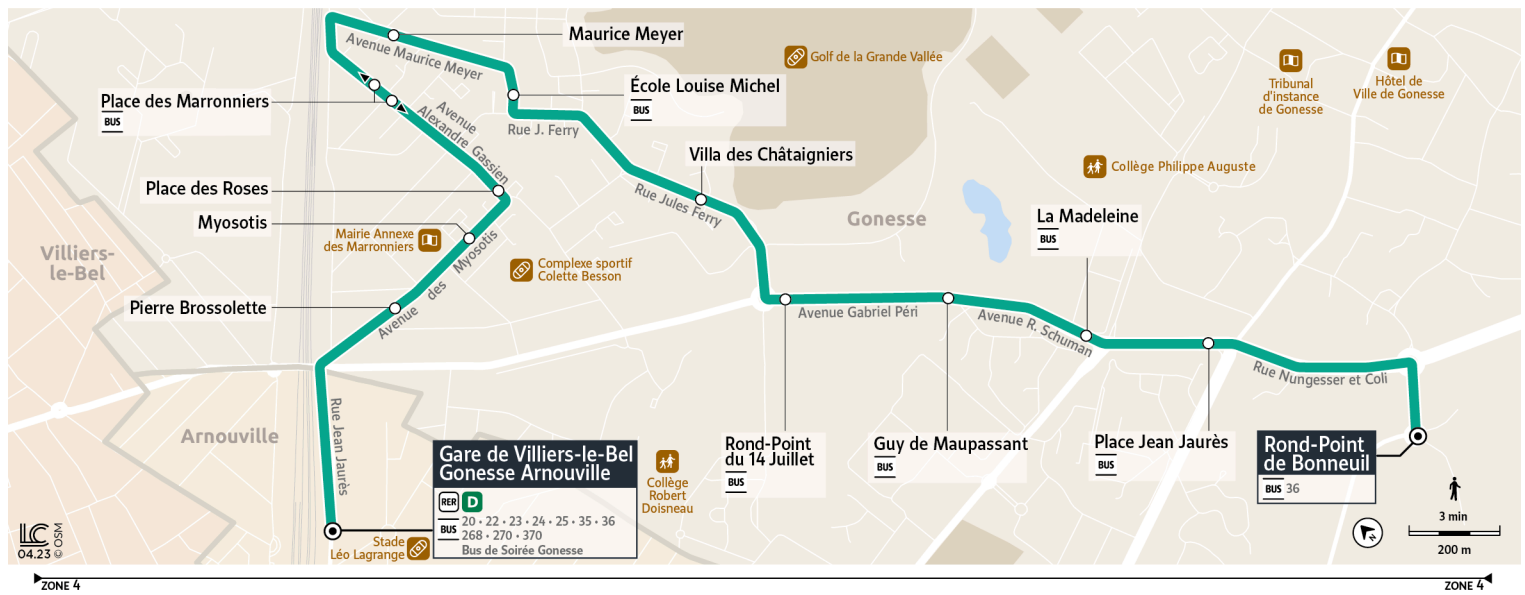 Maurice Meyer
Avenue Maurice Meyer
Golf de la Grande Vallée
Tribunal
d'instance
de Gonesse
Hôtel de
Ville de Gonesse
École Louise Michel
BUS
Place des Marronniers
BUS
Avenue
Alexandre Gassien
Rue J. Ferry
Villa des Châtaigniers
Collège Philippe Auguste
Place des Roses
Rue Jules Ferry
Gonesse
La Madeleine
BUS
Myosotis
Mairie Annexe
des Marronniers
Villiers-
le-Bel
Complexe sportif
Colette Besson
Pierre Brossolette
Avenue des Myosotis
Avenue Gabriel Péri
Avenue R. Schuman
Rue Nungesser et Coli
Arnouville
Rue Jean Jaurès
Gare de Villiers-le-Bel
Gonesse Arnouville
RER D
BUS
20 • 22 • 23 • 24 • 25 • 35 • 36
268 • 270 • 370
Bus de Soirée Gonesse
Collège
Robert
Doisneau
Rond-Point
du 14 Juillet
BUS
Guy de Maupassant
BUS
Place Jean Jaurès
BUS
Rond-Point
de Bonneuil
BUS 36
Stade
Léo Lagrange
LC
04.23
© OSM
N
3 min
200 m
ZONE 4
ZONE 4